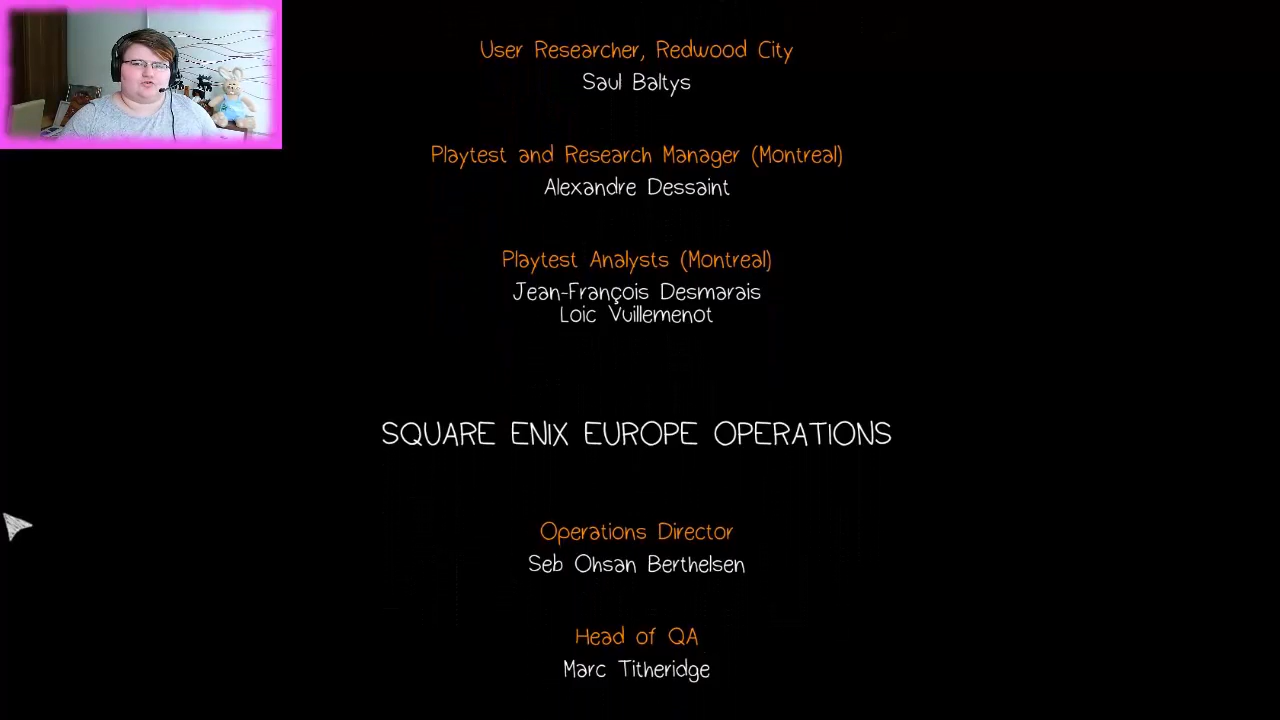 User Researcher, Redwood City
Saul Baltys
Playtest and Research Manager (Montreal)
Alexandre Dessaint
Playtest Analysts (Montreal)
Jean-François Desmarais
Loic Vuillemenot
SQUARE ENIX EUROPE OPERATIONS
Operations Director
Seb Ohsan Berthelsen
Head of QA
Marc Titheridge